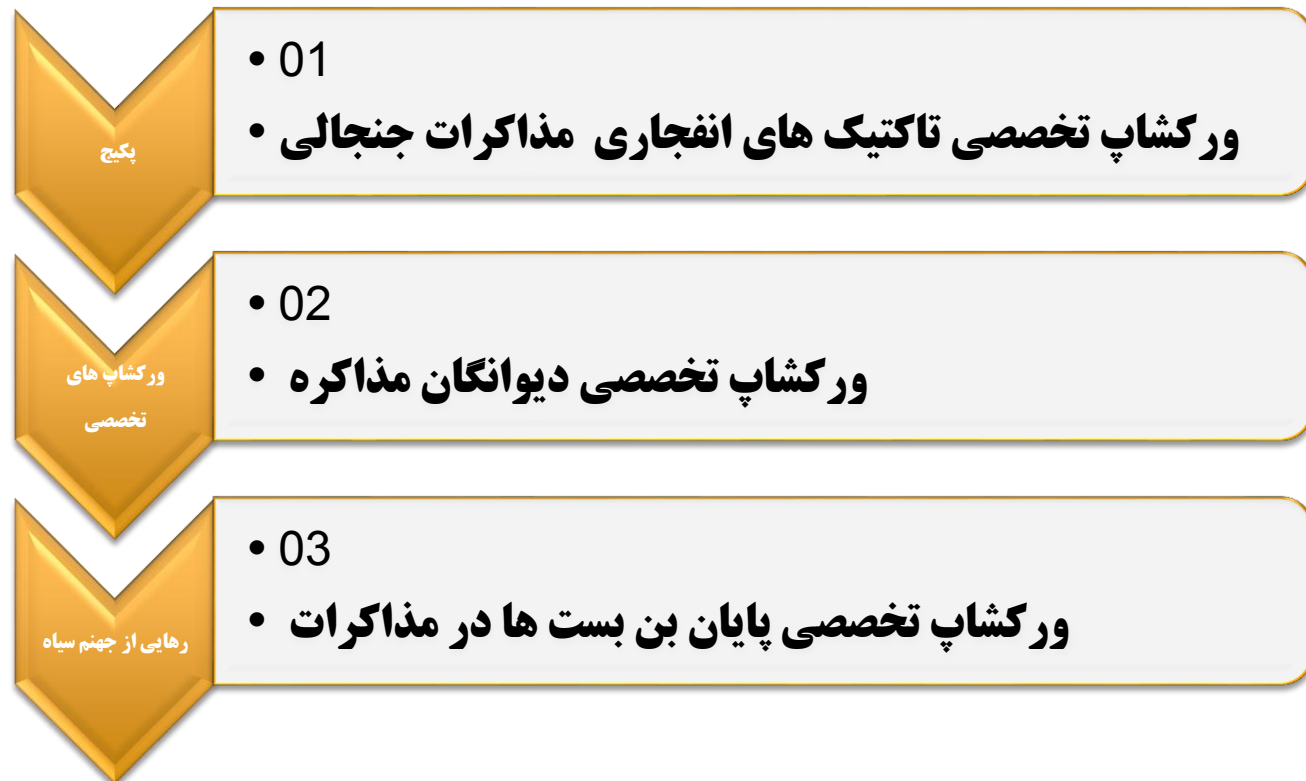 پکیج
• 01
• ورکشاپ تخصصی تاکتیک های انفجاری مذاکرات جنجالی
ورکشاپ های
تخصصی
• 02
• ورکشاپ تخصصی دیوانگان مذاکره
رهایی از جهنم سیاه
• 03
• ورکشاپ تخصصی پایان بن بست ها در مذاکرات